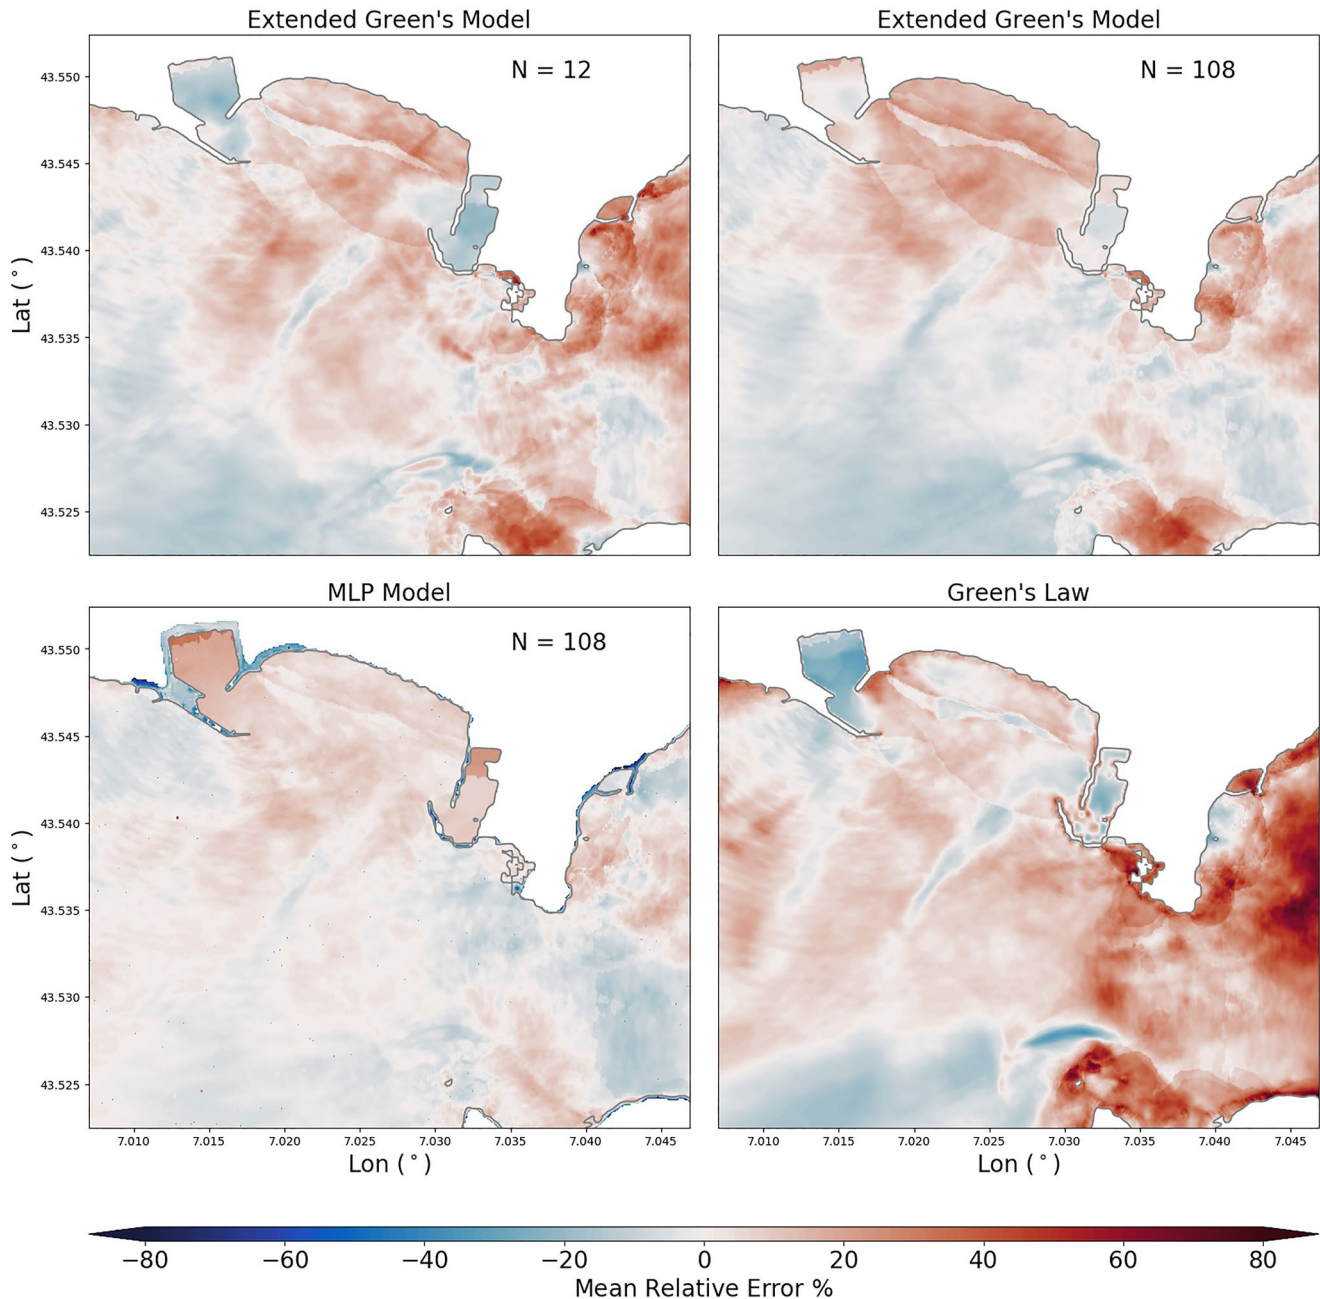 Extended Green's Model
Extended Green's Model
N = 12
N = 108
43.550
43.545
43.540
43.535
43.530
43.525
Lat (°)
MLP Model
Green's Law
N = 108
43.550
43.545
43.540
43.535
43.530
43.525
Lat (°)
7.010 7.015 7.020 7.025 7.030 7.035 7.040 7.045
7.010 7.015 7.020 7.025 7.030 7.035 7.040 7.045
Lon (°)
Lon (°)
−80 −60 −40 −20 0 20 40 60 80
Mean Relative Error %